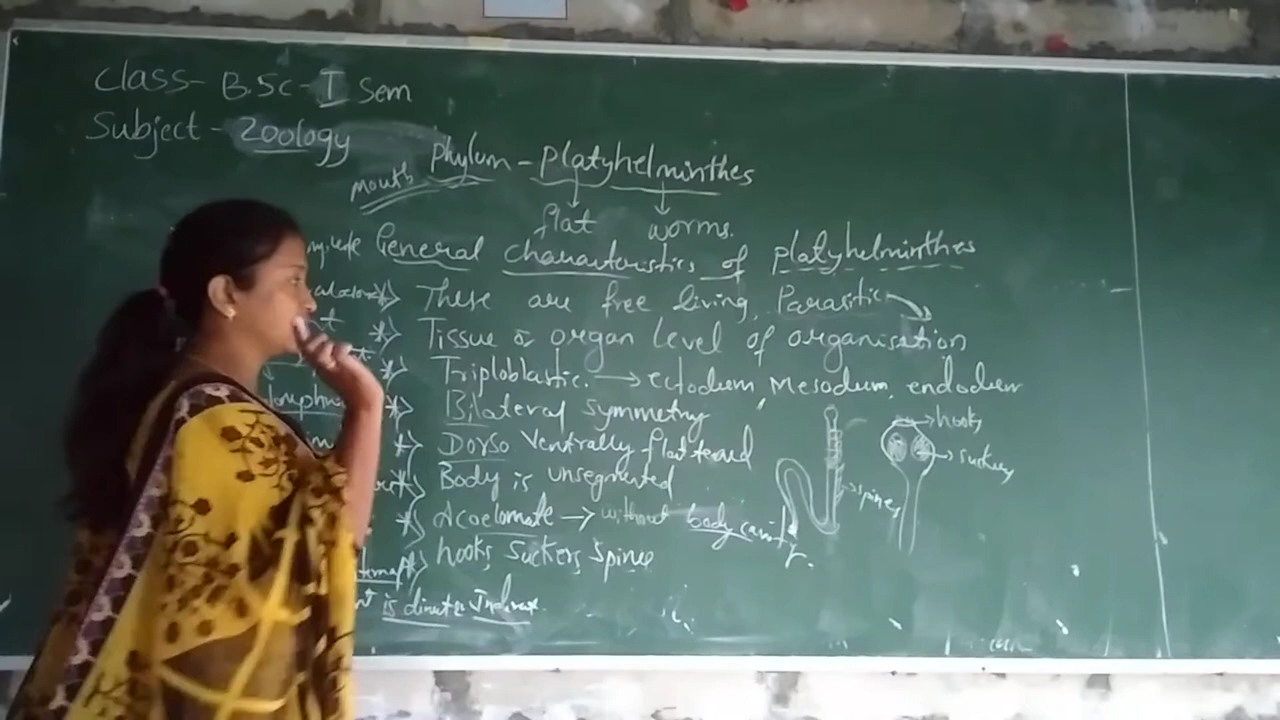 Class- B.Sc- I Sem
Subject - Zoology
Phylum - Platyhelminthes
mouth
flat worms.
General characteristics of Platyhelminthes
These are free living, Parasitic
Tissue & organ level of organisation
Triploblastic. → ectoderm, Mesoderm, endoderm
Bilateral symmetry
Dorso ventrally flattened
Body is unsegmented
Acoelomate → without body cavity
hooks suckers spines
is direct or Indirect.
hooks
suckers
spines